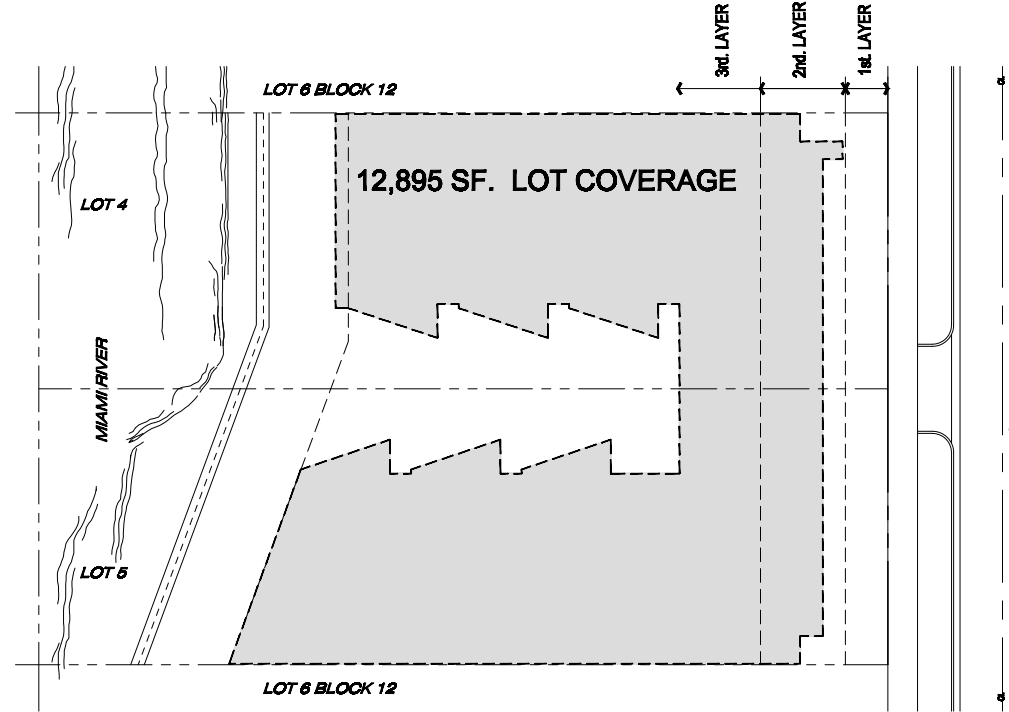 3rd. LAYER
2nd. LAYER
1st. LAYER
LOT 6 BLOCK 12
12,895 SF. LOT COVERAGE
LOT 4
MIAMI RIVER
LOT 5
LOT 6 BLOCK 12